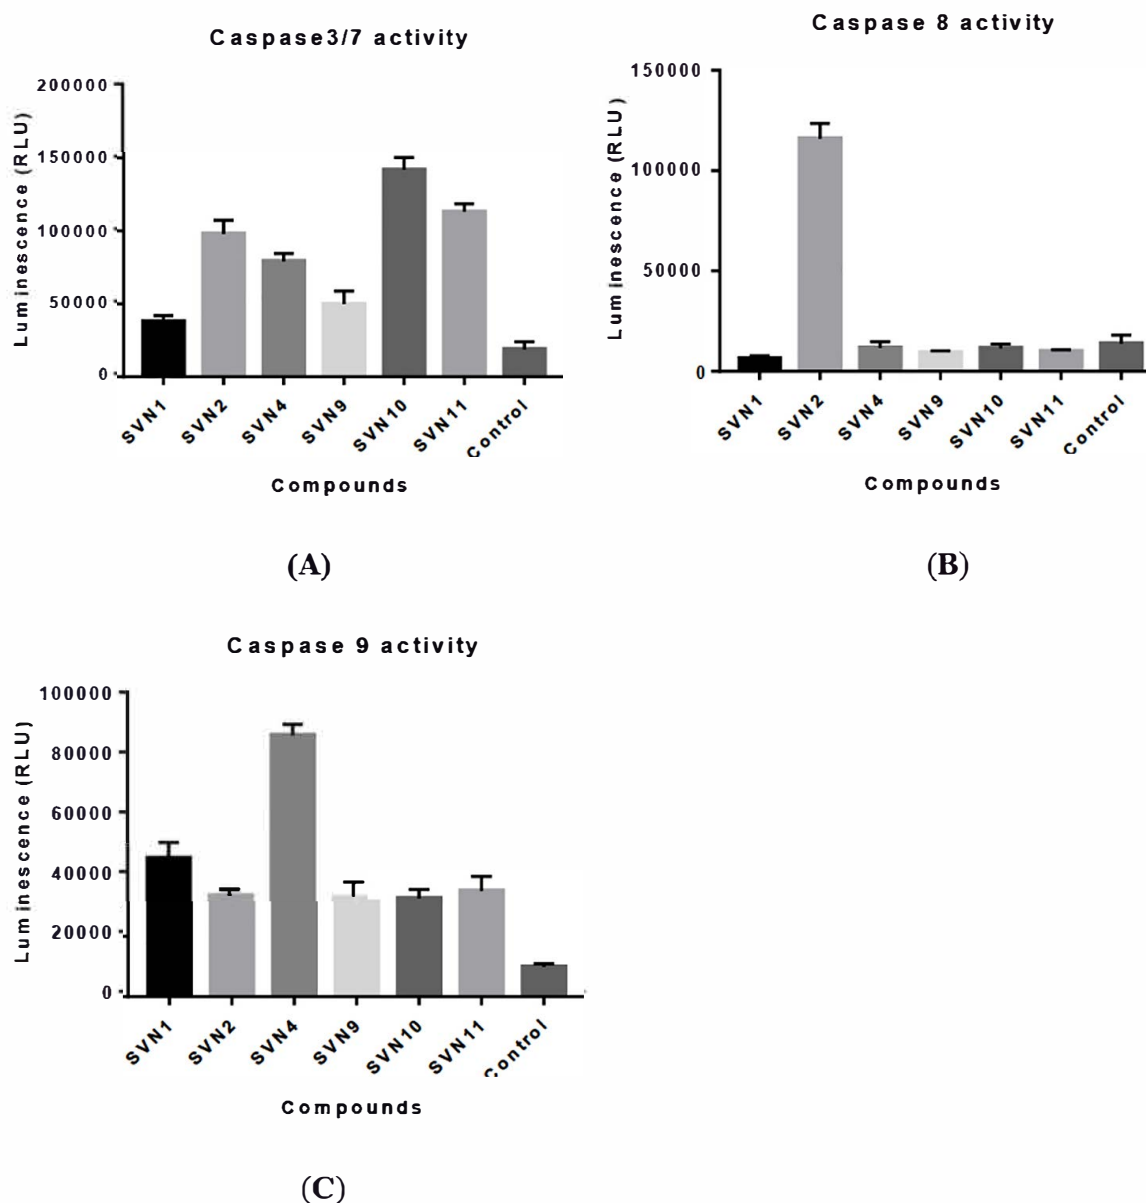 Caspase3/7 activity
Luminescence (RLU)
200000
150000
100000
50000
0
SVN1
SVN2
SVN4
SVN9
SVN10
SVN11
Control
Compounds
(A)
Caspase 8 activity
Luminescence (RLU)
150000
100000
50000
0
SVN1
SVN2
SVN4
SVN9
SVN10
SVN11
Control
Compounds
(B)
Caspase 9 activity
Luminescence (RLU)
100000
80000
60000
40000
20000
0
SVN1
SVN2
SVN4
SVN9
SVN10
SVN11
Control
Compounds
(C)